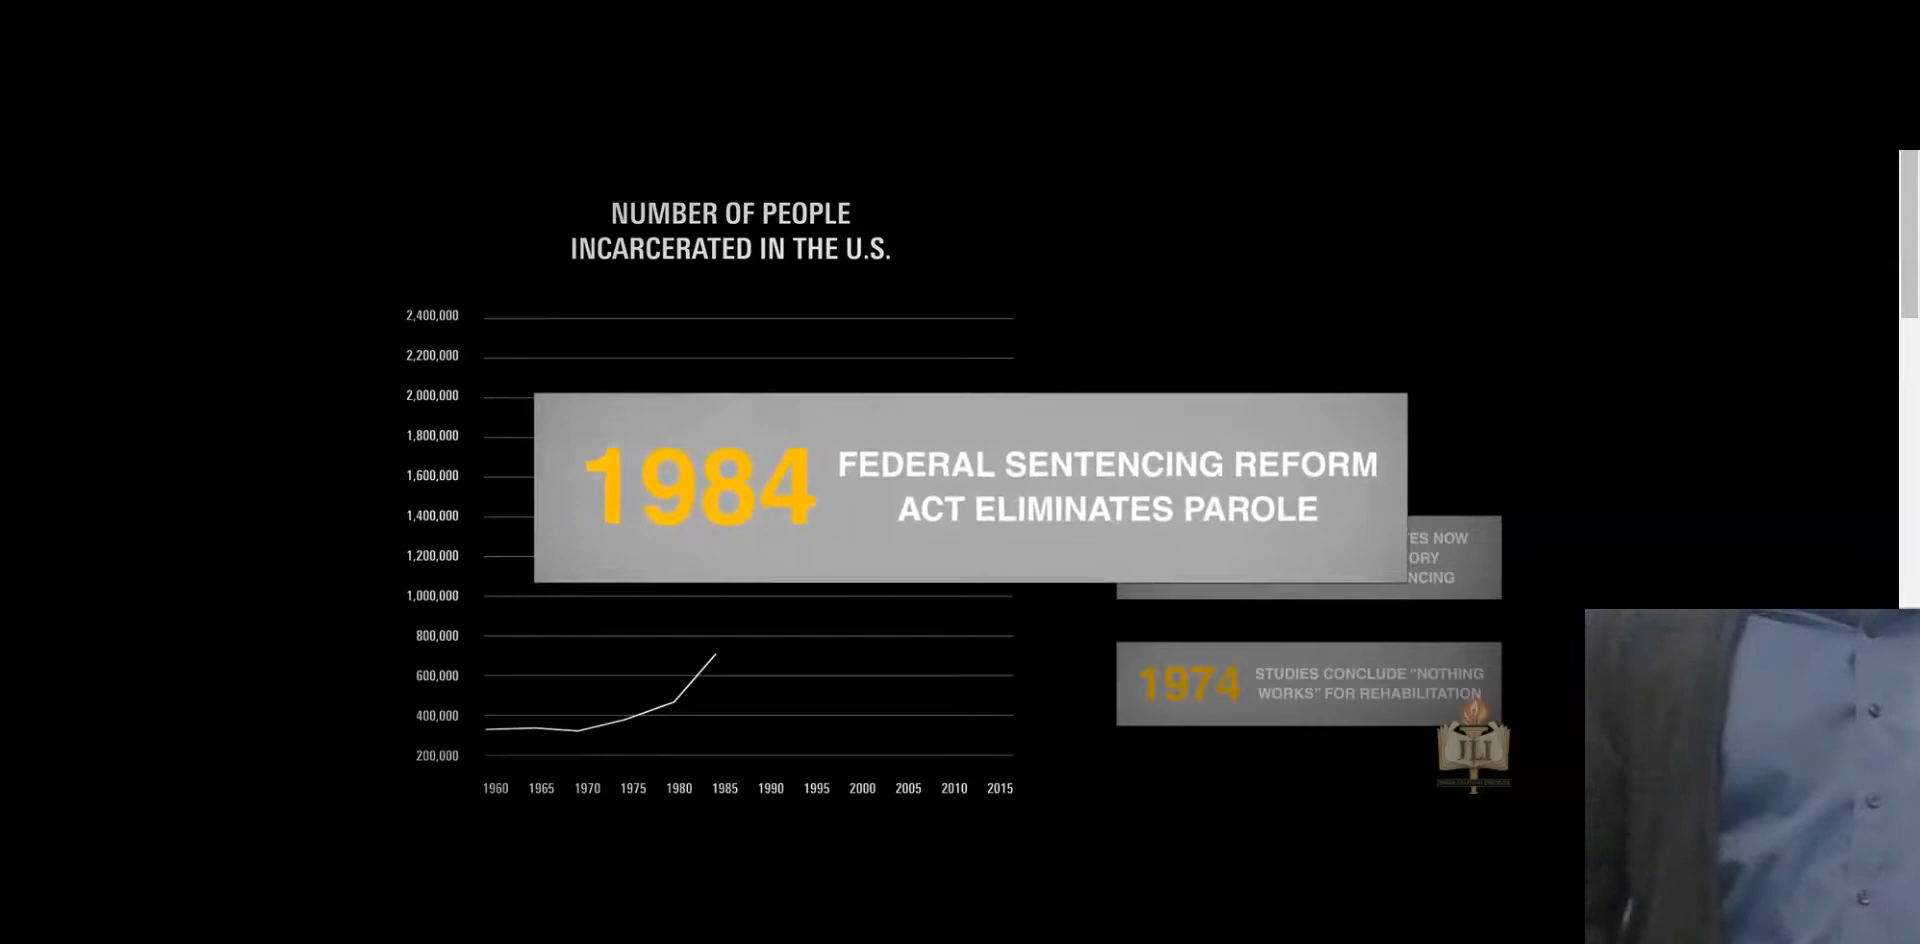 NUMBER OF PEOPLE
INCARCERATED IN THE U.S.
2,400,000
2,200,000
2,000,000
1,800,000
1,600,000
1,400,000
1,200,000
1,000,000
800,000
600,000
400,000
200,000
1960 1965 1970 1975 1980 1985 1990 1995 2000 2005 2010 2015
1984 FEDERAL SENTENCING REFORM
ACT ELIMINATES PAROLE
NOW
1974 STUDIES CONCLUDE "NOTHING
WORKS" FOR REHABILITATION
JLI